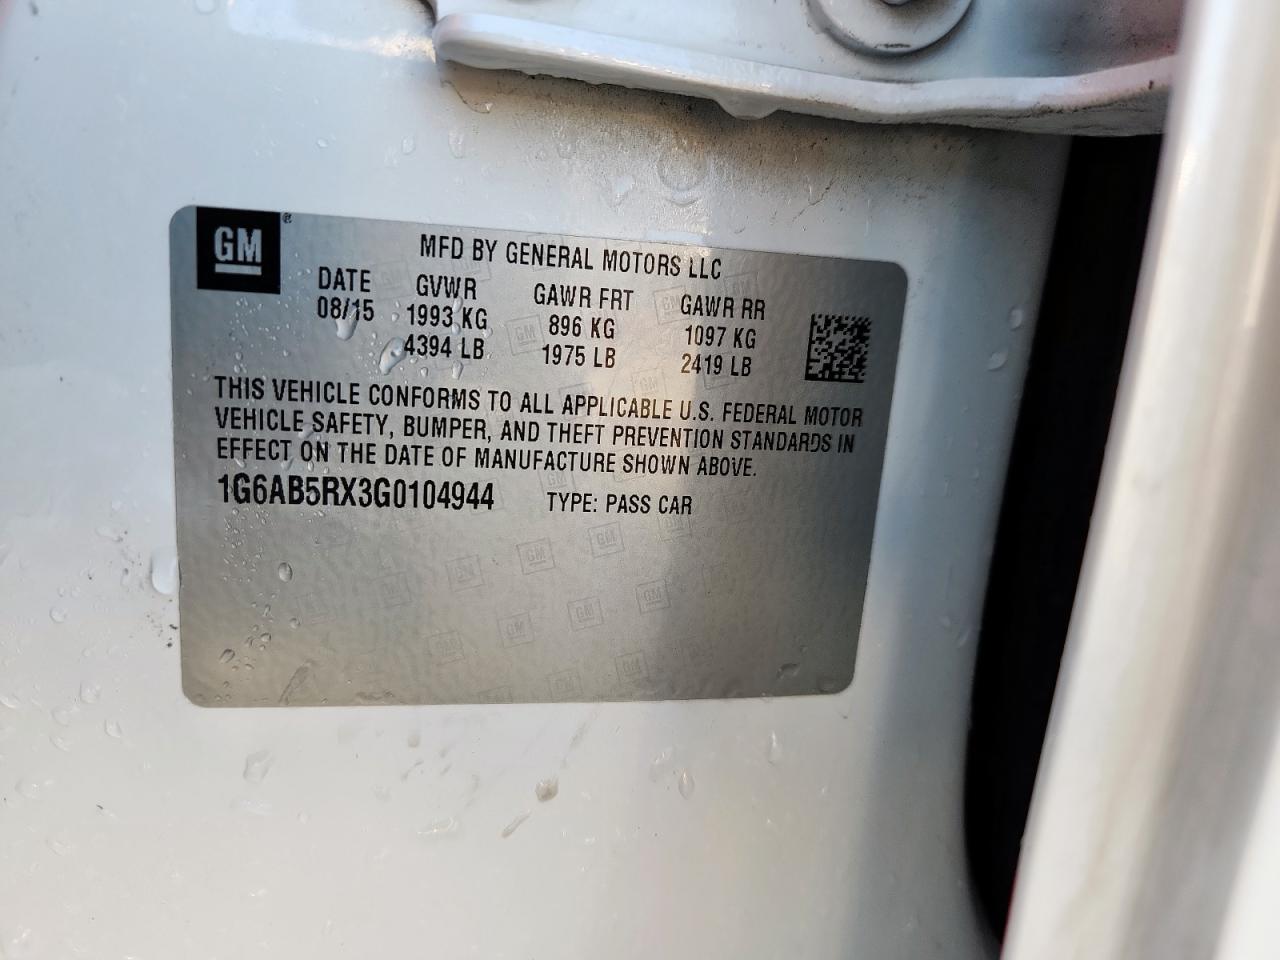 GM ®
MFD BY GENERAL MOTORS LLC
DATE GVWR GAWR FRT GAWR RR
08/15 1993 KG 896 KG 1097 KG
4394 LB 1975 LB 2419 LB
THIS VEHICLE CONFORMS TO ALL APPLICABLE U.S. FEDERAL MOTOR
VEHICLE SAFETY, BUMPER, AND THEFT PREVENTION STANDARDS IN
EFFECT ON THE DATE OF MANUFACTURE SHOWN ABOVE.
1G6AB5RX3G0104944 TYPE: PASS CAR